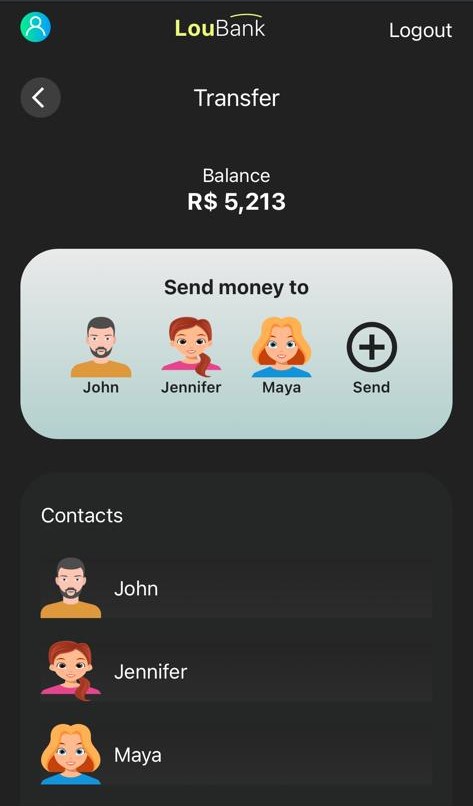 LouBank
Logout
Transfer
Balance
R$ 5,213
Send money to
John Jennifer Maya Send
Contacts
John
Jennifer
Maya